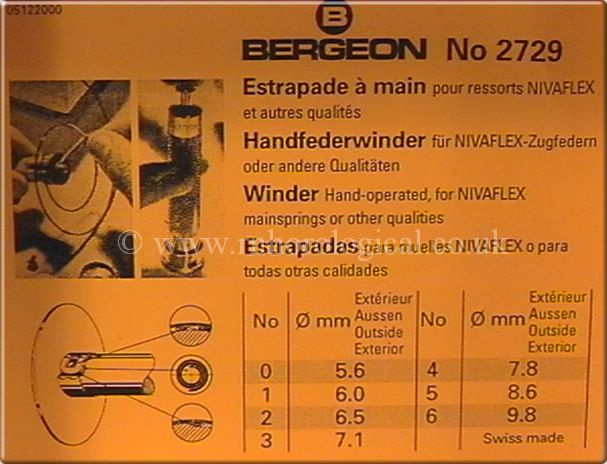 05122000
B
BERGEON No 2729
Estrapade à main pour ressorts NIVAFLEX
et autres qualités
Handfederwinder für NIVAFLEX-Zugfedern
oder andere Qualitäten
Winder Hand-operated, for NIVAFLEX
mainsprings or other qualities
Estrapadas para muelles NIVAFLEX o para
todas otras calidades
No Ø mm Extérieur Aussen Outside Exterior No Ø mm Extérieur Aussen Outside Exterior
0 5.6 4 7.8
1 6.0 5 8.6
2 6.5 6 9.8
3 7.1 Swiss made